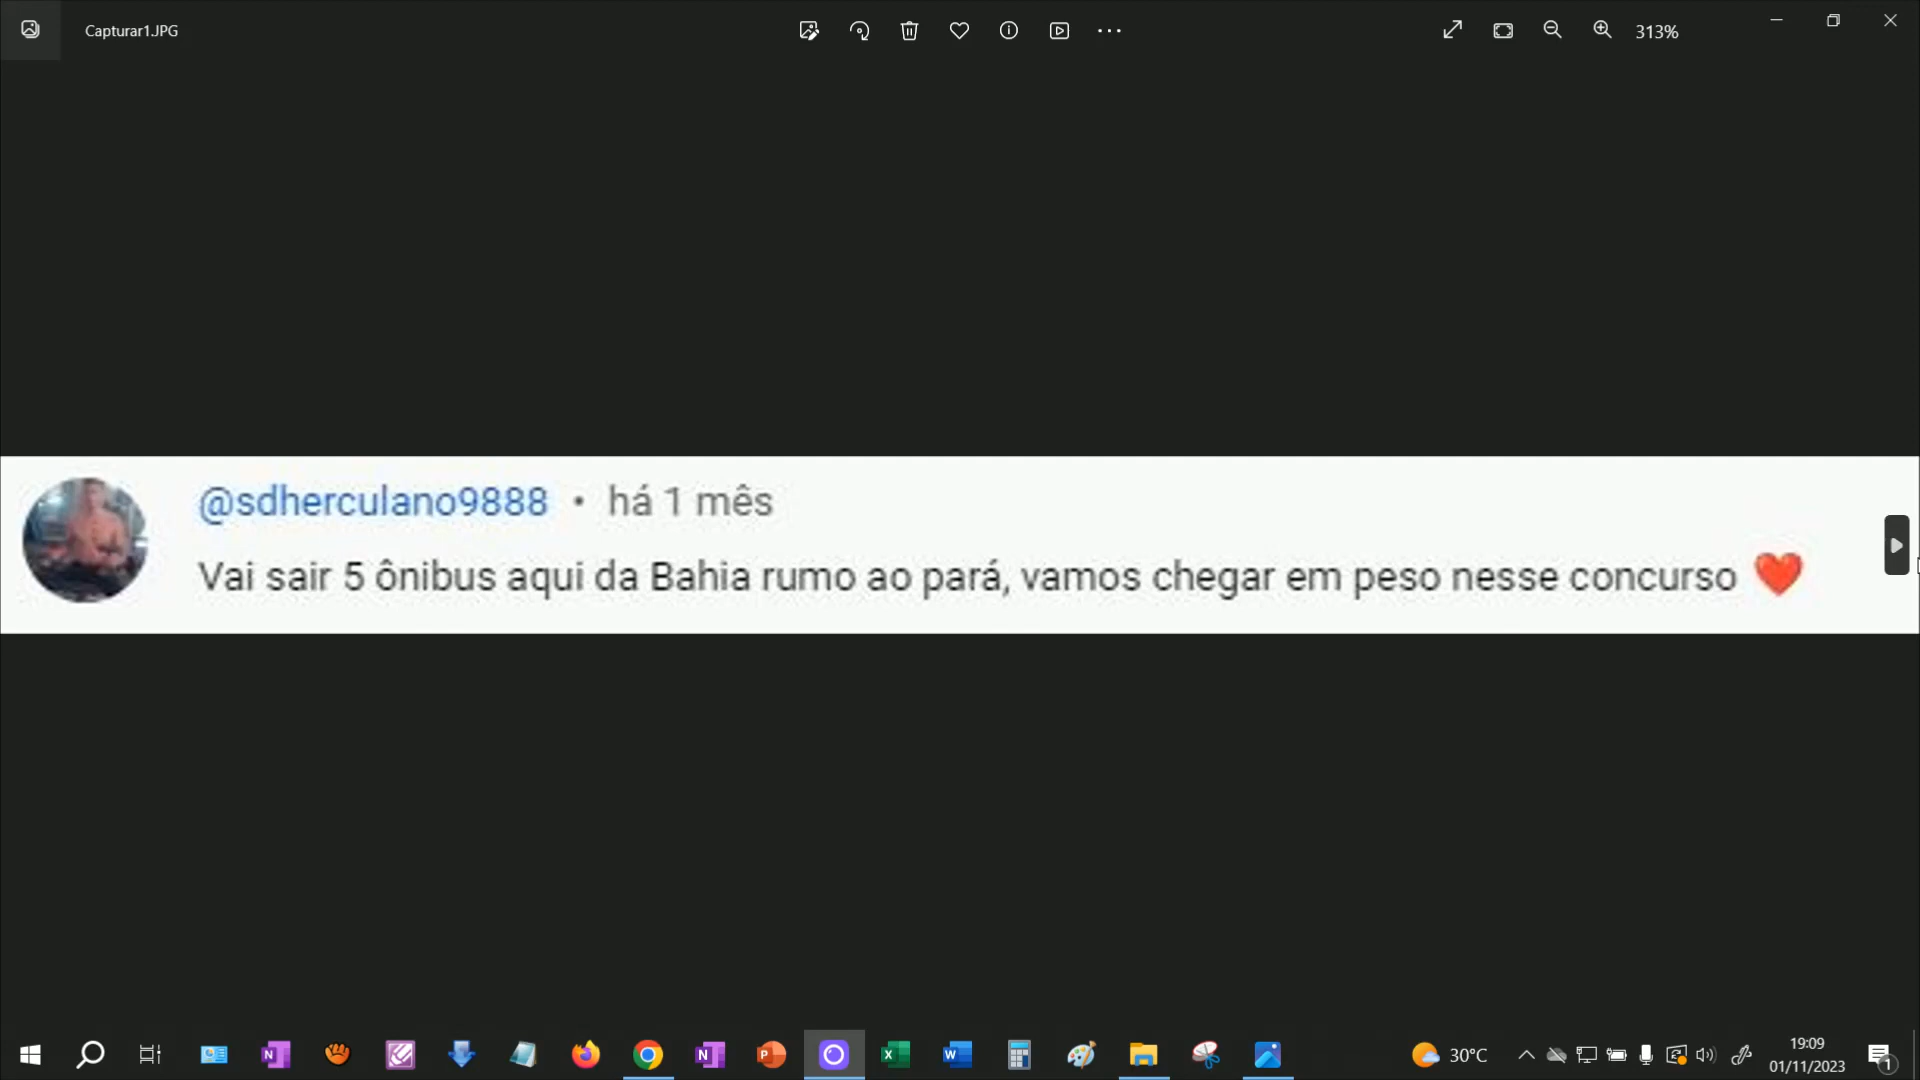 Capturar1.JPG
313%
@sdherculano9888 • há 1 mês
Vai sair 5 ônibus aqui da Bahia rumo ao pará, vamos chegar em peso nesse concurso ❤️
30°C
19:09
01/11/2023
1